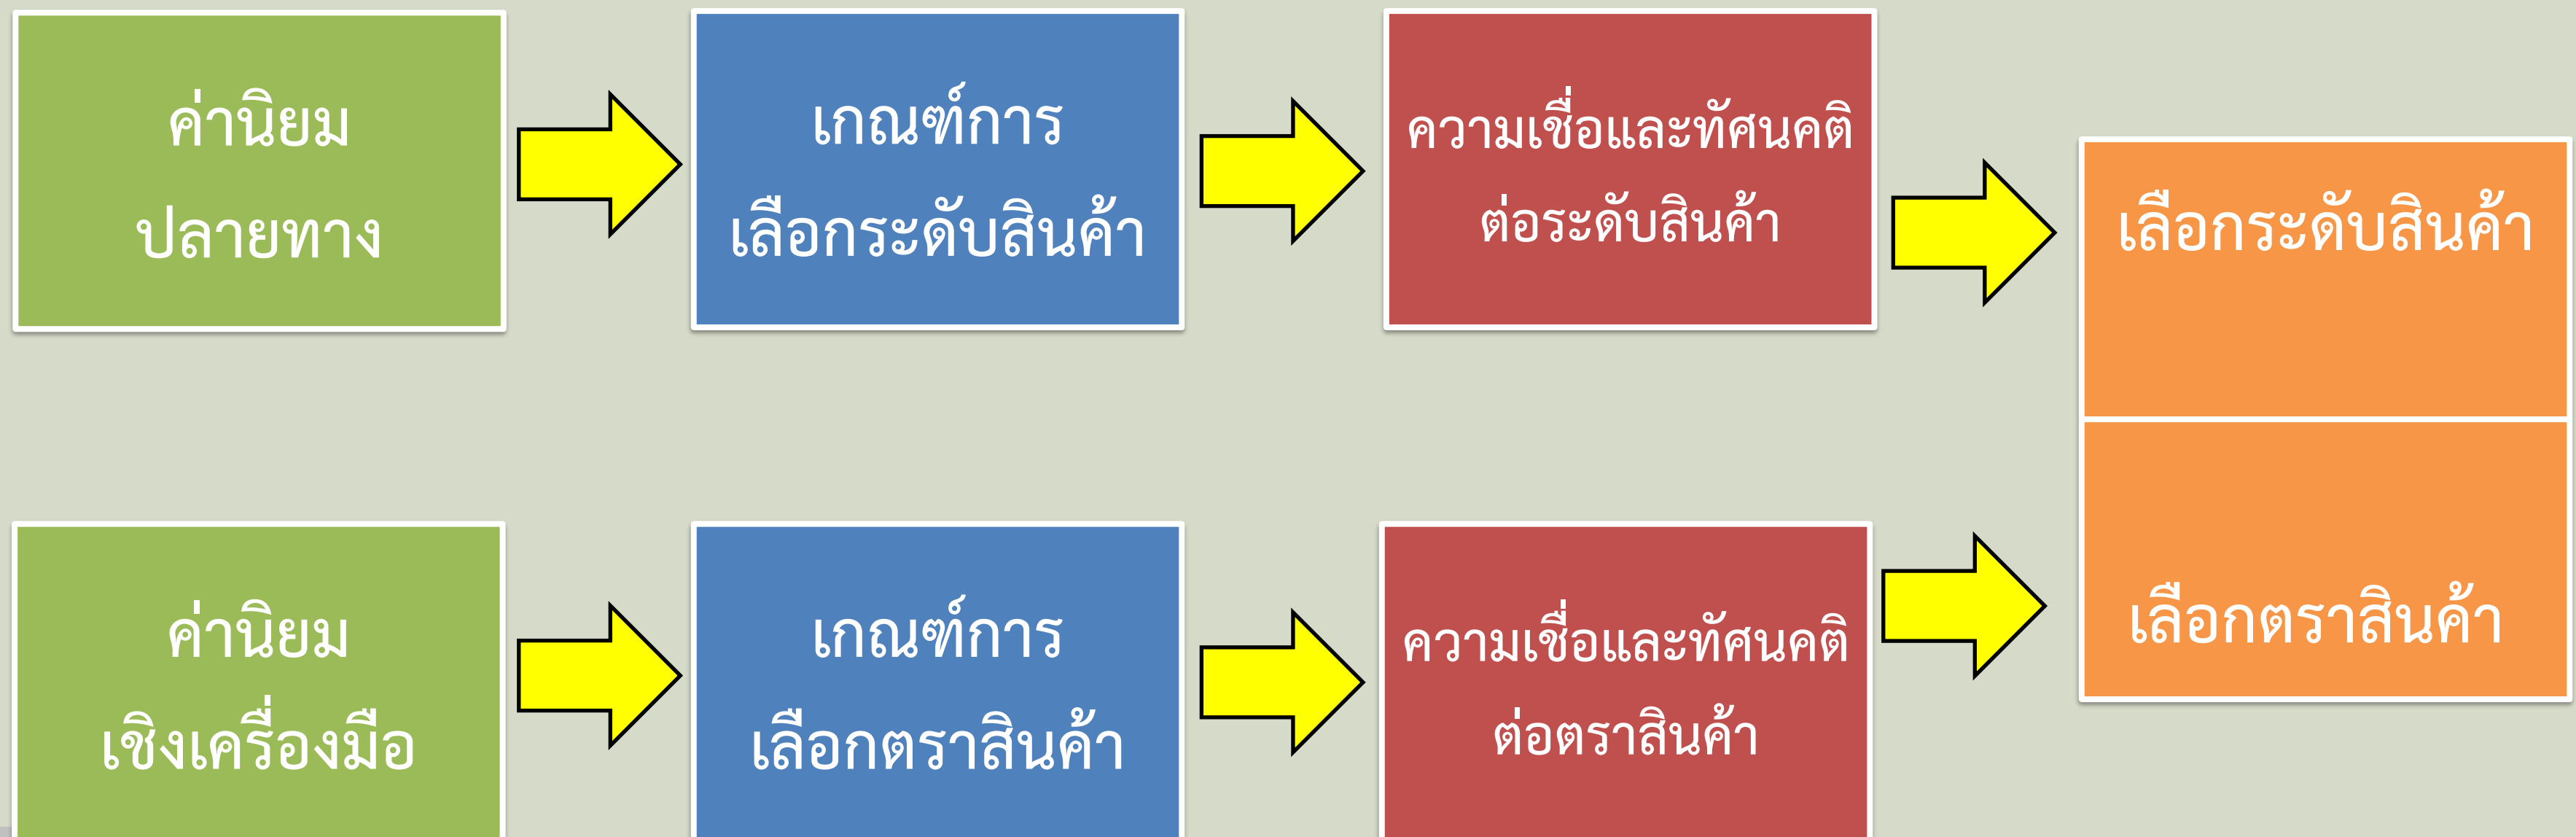 ค่านิยม
ปลายทาง
เกณฑ์การ
เลือกระดับสินค้า
ความเชื่อและทัศนคติ
ต่อระดับสินค้า
เลือกระดับสินค้า
ค่านิยม
เชิงเครื่องมือ
เกณฑ์การ
เลือกตราสินค้า
ความเชื่อและทัศนคติ
ต่อตราสินค้า
เลือกตราสินค้า